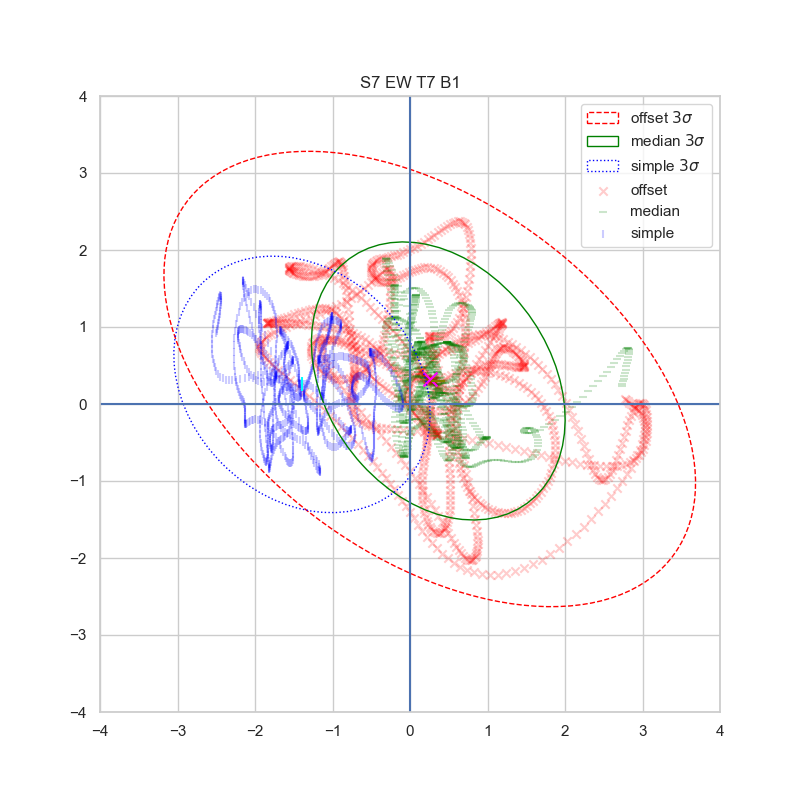 S7 EW T7 B1
offset 3σ
median 3σ
simple 3σ
offset
median
simple
4
3
2
1
0
−1
−2
−3
−4
−4 −3 −2 −1 0 1 2 3 4